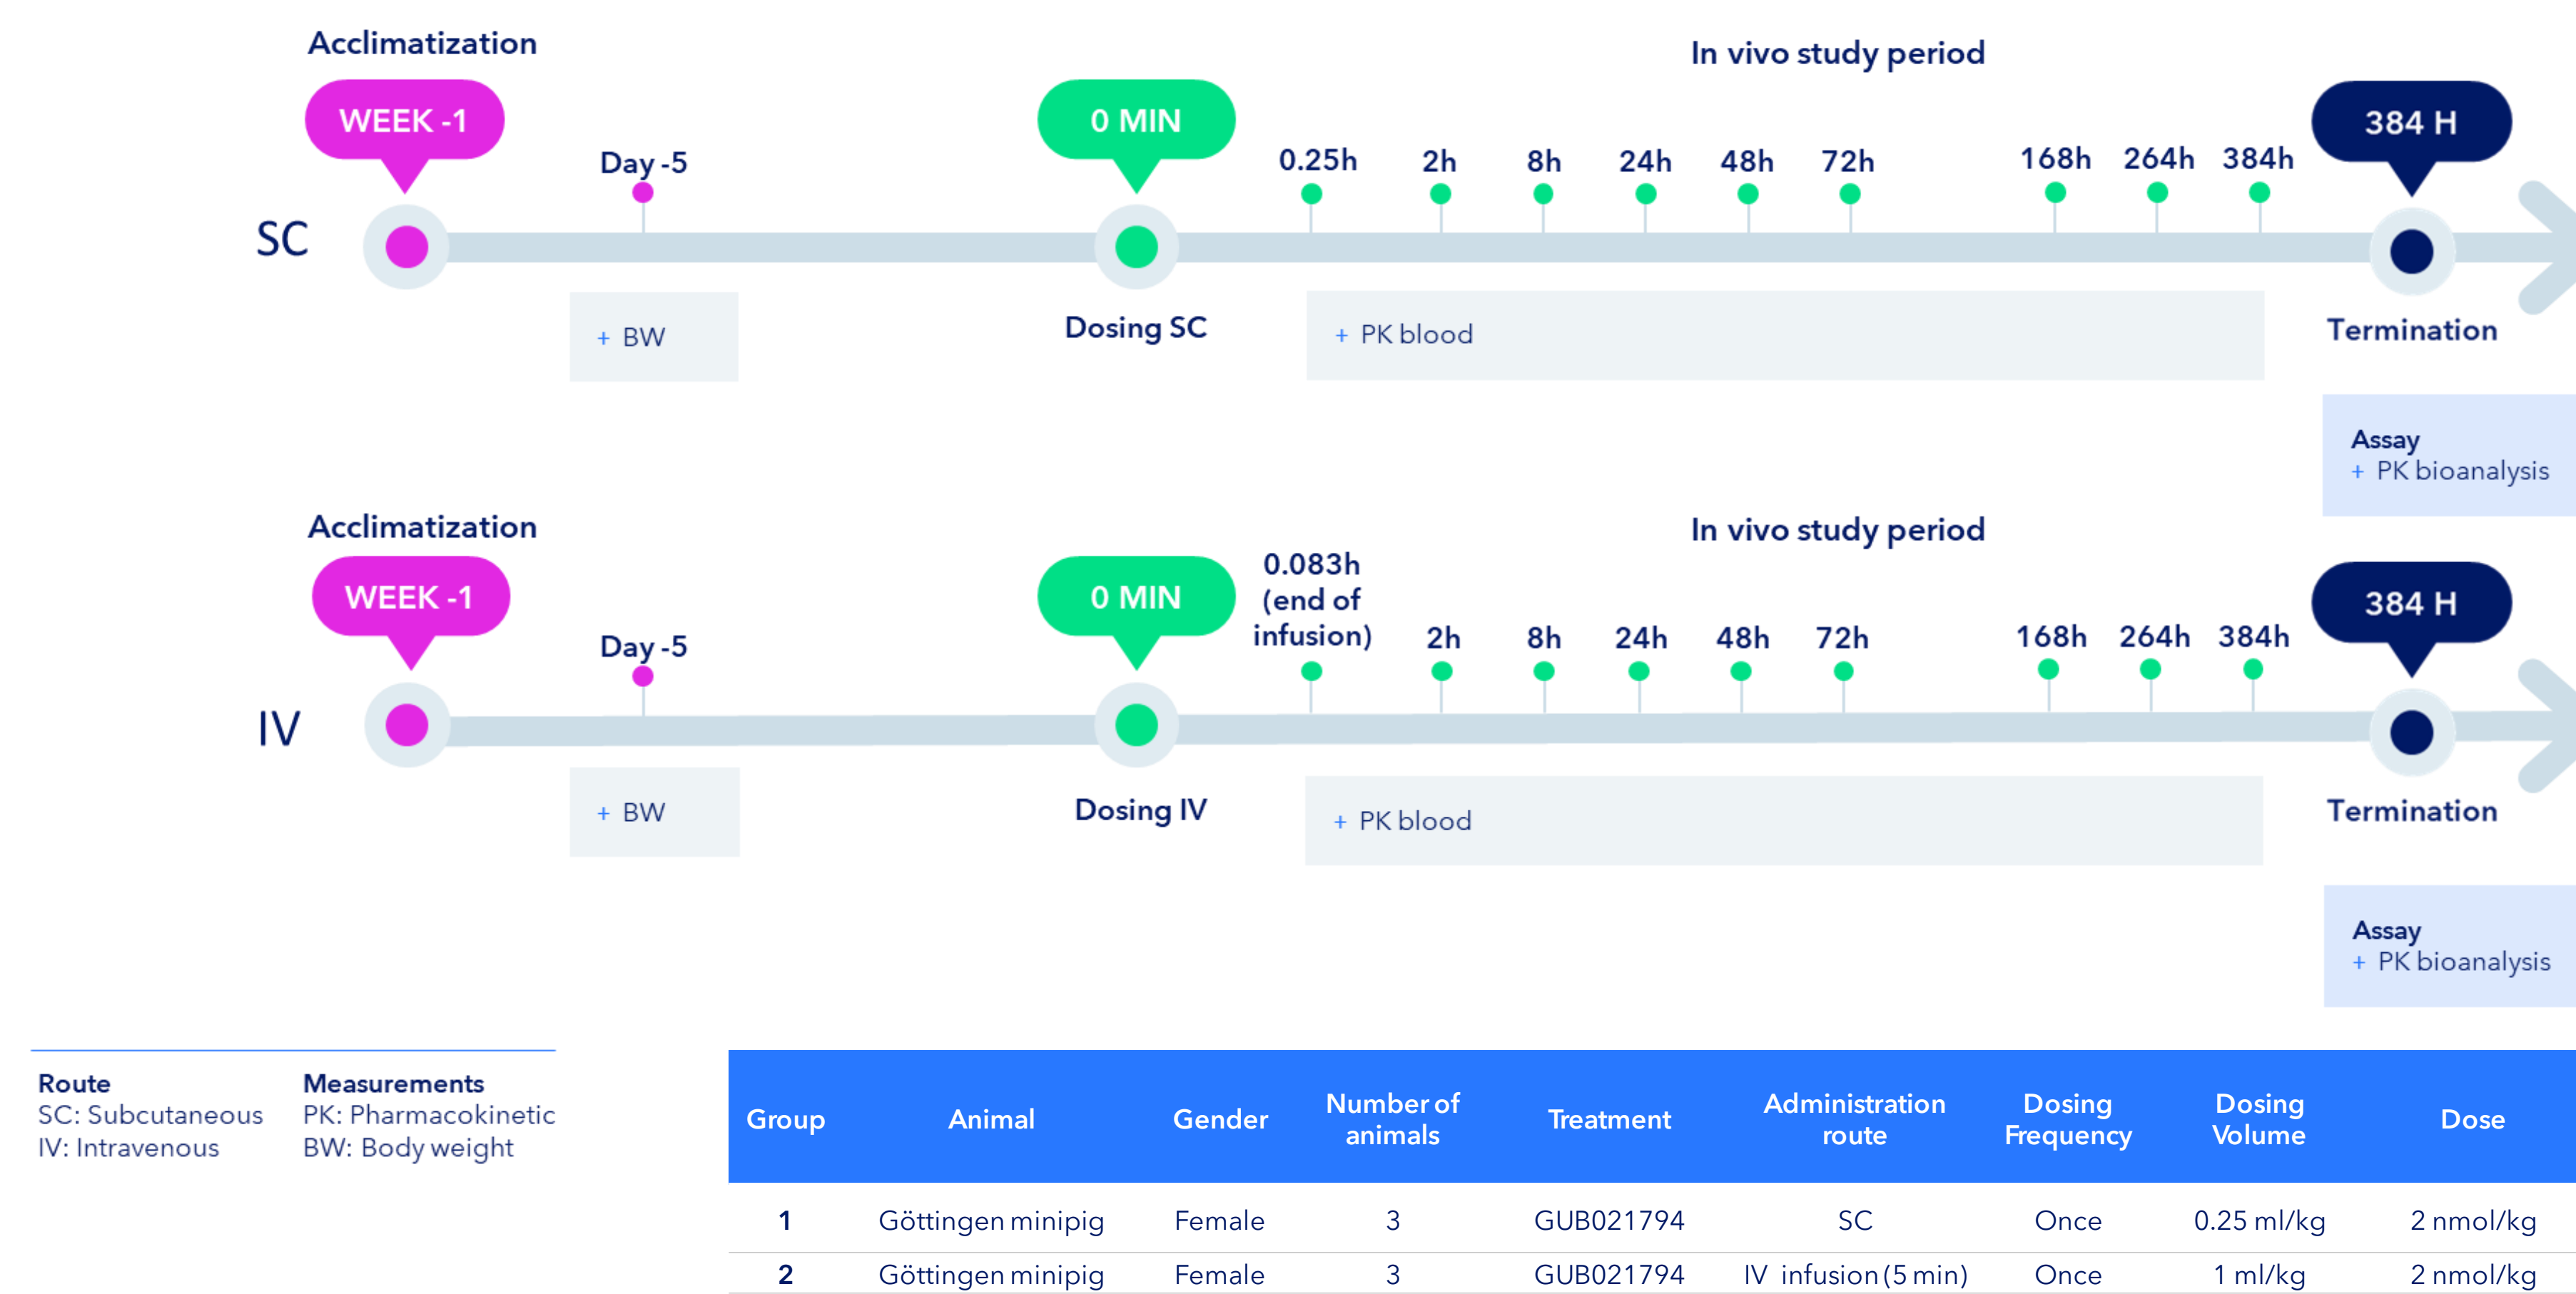 Acclimatization
In vivo study period
WEEK -1
0 MIN
384 H
Day -5
0.25h 2h 8h 24h 48h 72h 168h 264h 384h
SC
Dosing SC
Termination
+ BW
+ PK blood
Assay
+ PK bioanalysis
Acclimatization
In vivo study period
WEEK -1
0 MIN
0.083h
(end of
infusion)
384 H
Day -5
2h 8h 24h 48h 72h 168h 264h 384h
IV
Dosing IV
Termination
+ BW
+ PK blood
Assay
+ PK bioanalysis
Route
SC: Subcutaneous
IV: Intravenous
Measurements
PK: Pharmacokinetic
BW: Body weight
Group Animal Gender Number of animals Treatment Administration route Dosing Frequency Dosing Volume Dose
1 Göttingen minipig Female 3 GUB021794 SC Once 0.25 ml/kg 2 nmol/kg
2 Göttingen minipig Female 3 GUB021794 IV infusion (5 min) Once 1 ml/kg 2 nmol/kg